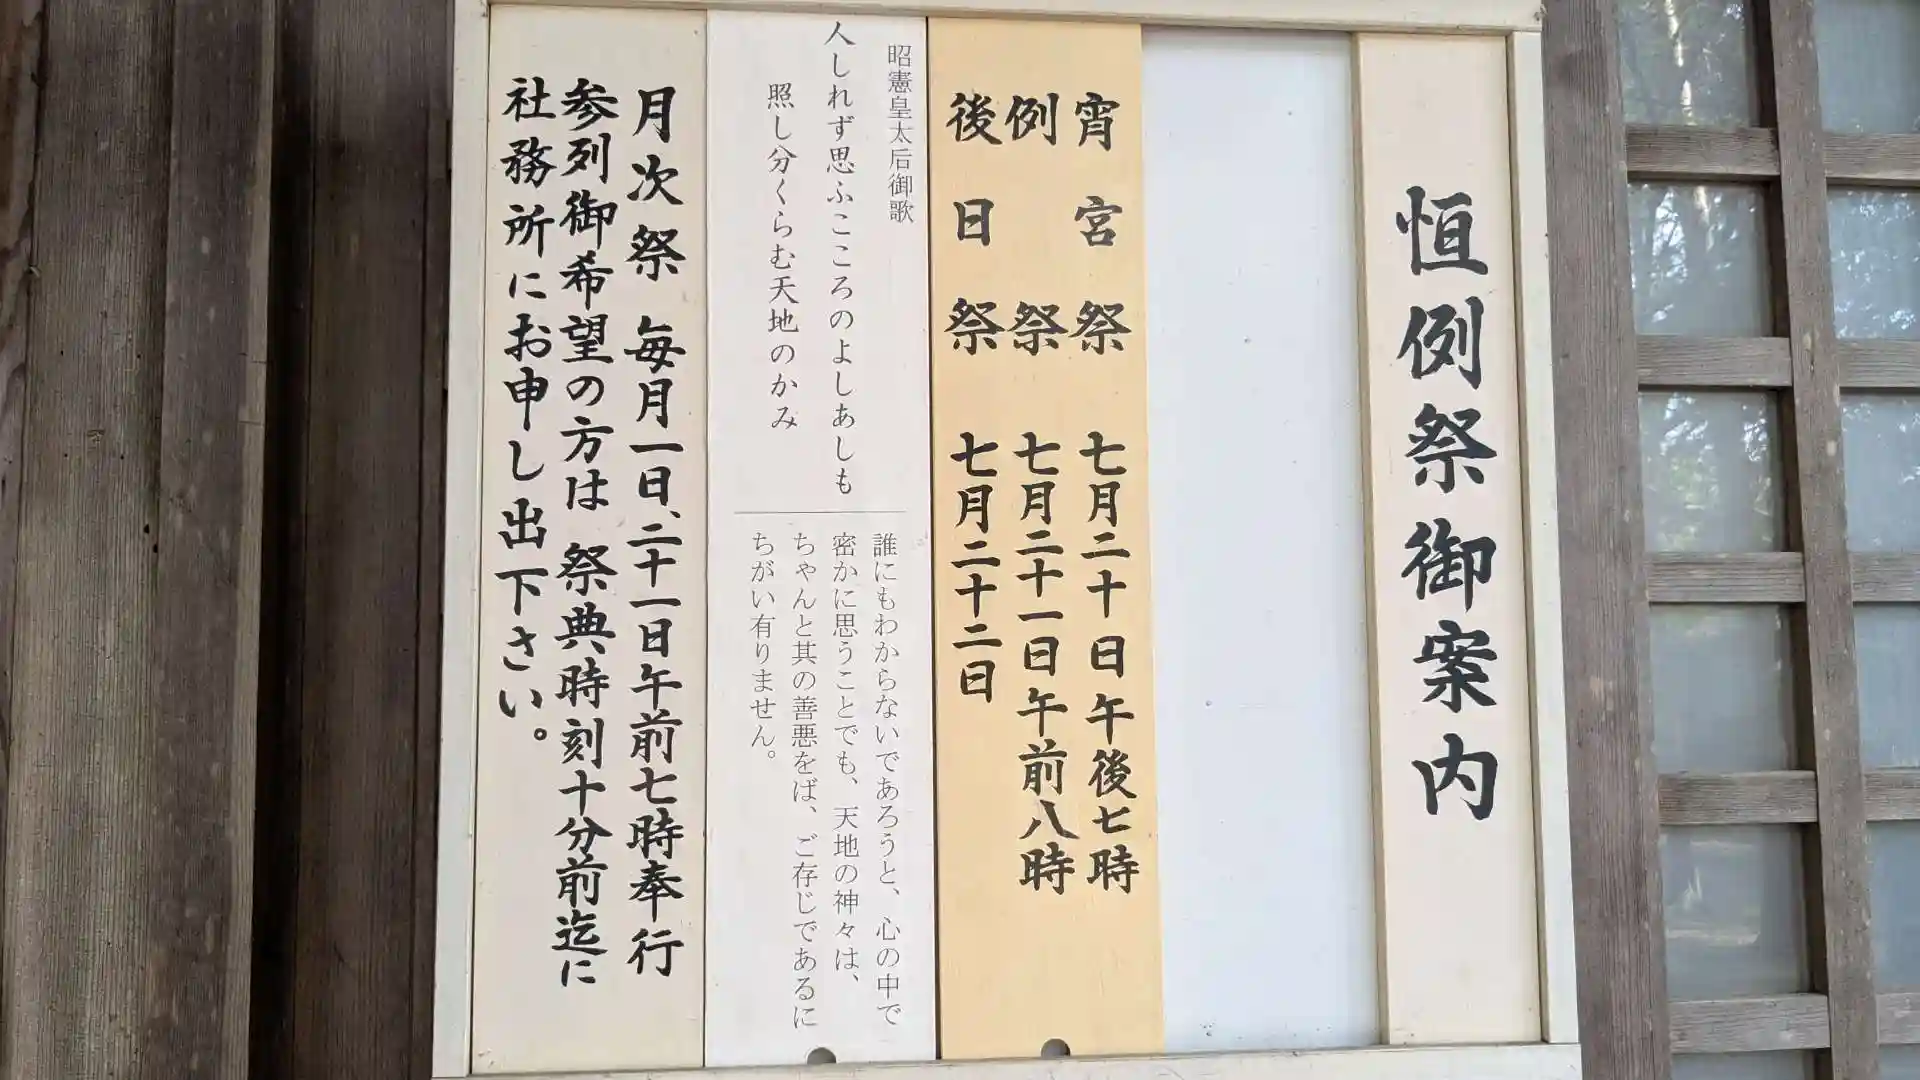 恒例祭御案内
宵宮祭 七月二十日午後七時
例祭 七月二十一日午前八時
後日祭 七月二十二日
昭憲皇太后御歌
人しれず思ふこころのよしあしも
照し分くらむ天地のかみ
誰にもわからないであろうと、心の中で
密かに思うことでも、天地の神々は、
ちゃんと其の善悪をば、ご存じであるに
ちがい有りません。
月次祭 毎月一日、二十一日午前七時奉行
参列御希望の方は 祭典時刻十分前迄に
社務所にお申し出下さい。